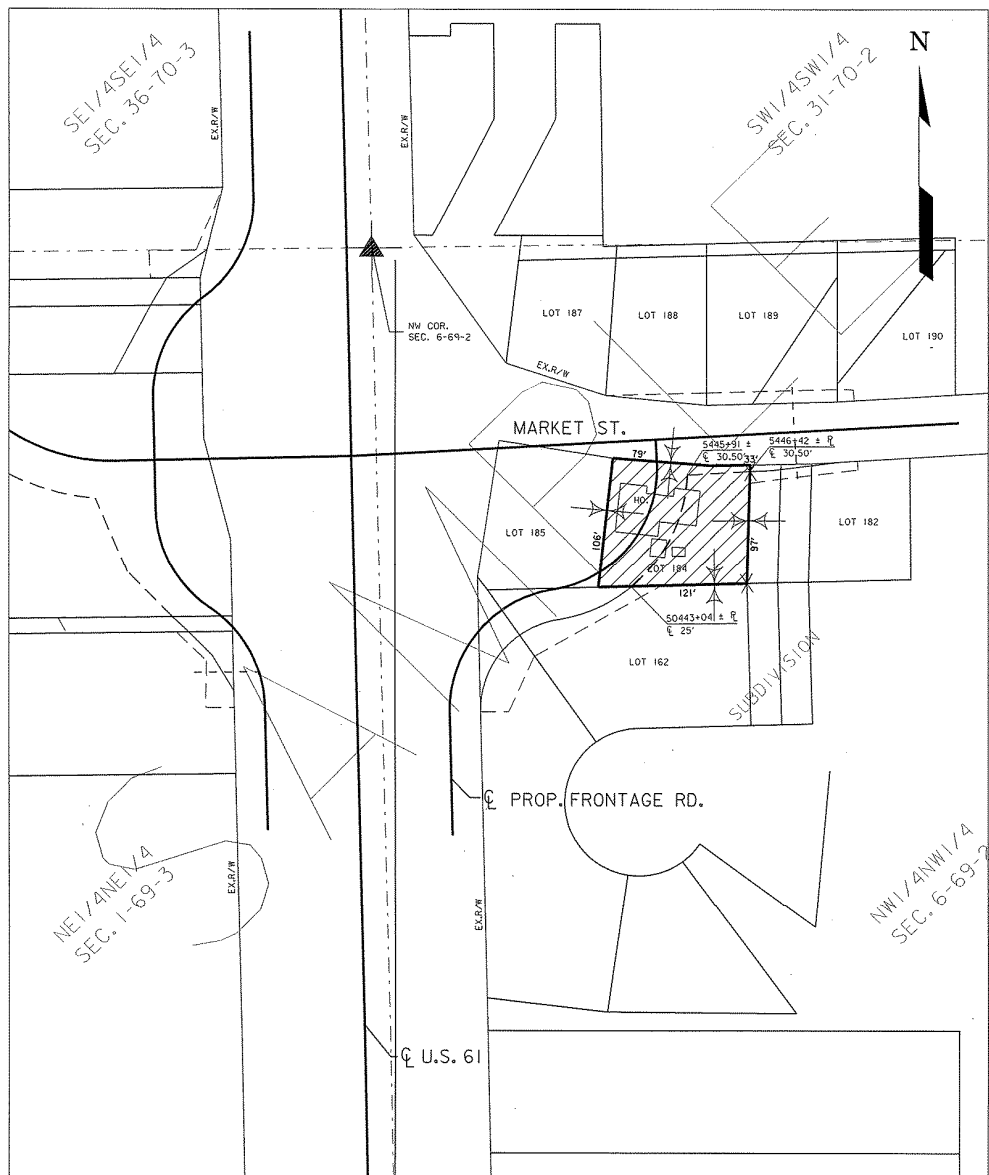 SE1/4SE1/4
SEC. 36-70-3
EX.R/W
EX.R/W
SW1/4SW1/4
SEC. 31-70-2
N
NW COR.
SEC. 6-69-2
LOT 187
LOT 188
LOT 189
LOT 190
EX.R/W
MARKET ST.
5445+91 ±
℄ 30.50'
5446+42 ± ⅊
℄ 30.50'
79'
33'
HO.
LOT 185
106'
97'
LOT 182
LOT 184
121'
50443+04 ± ⅊
℄ 25'
LOT 162
SUBDIVISION
℄ PROP. FRONTAGE RD.
NE1/4NE1/4
SEC. 1-69-3
EX.R/W
EX.R/W
NW1/4NW1/4
SEC. 6-69-2
℄ U.S. 61